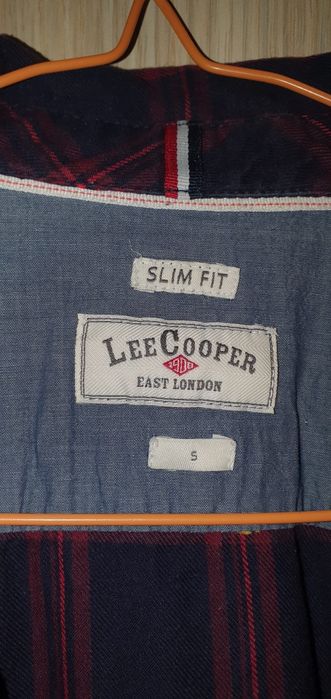 SLIM FIT
LEE COOPER
1908
EAST LONDON
S